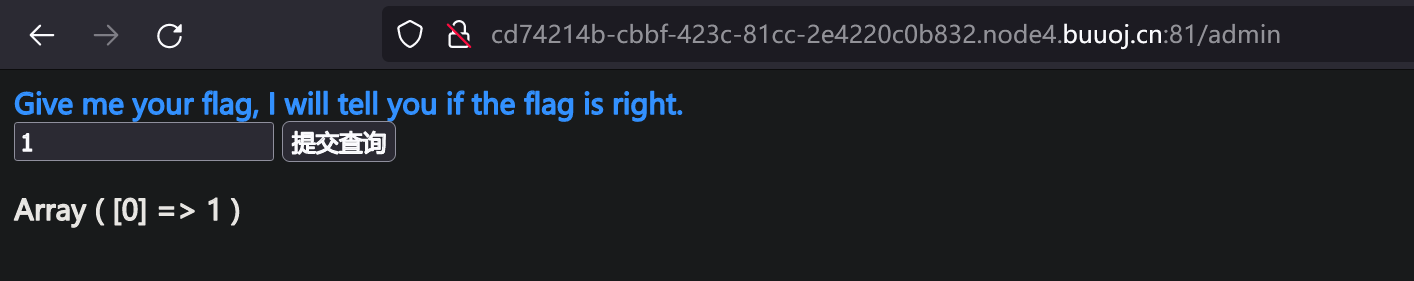 cd74214b-cbbf-423c-81cc-2e4220c0b832.node4.buuoj.cn:81/admin
Give me your flag, I will tell you if the flag is right.
1 提交查询
Array ( [0] => 1 )